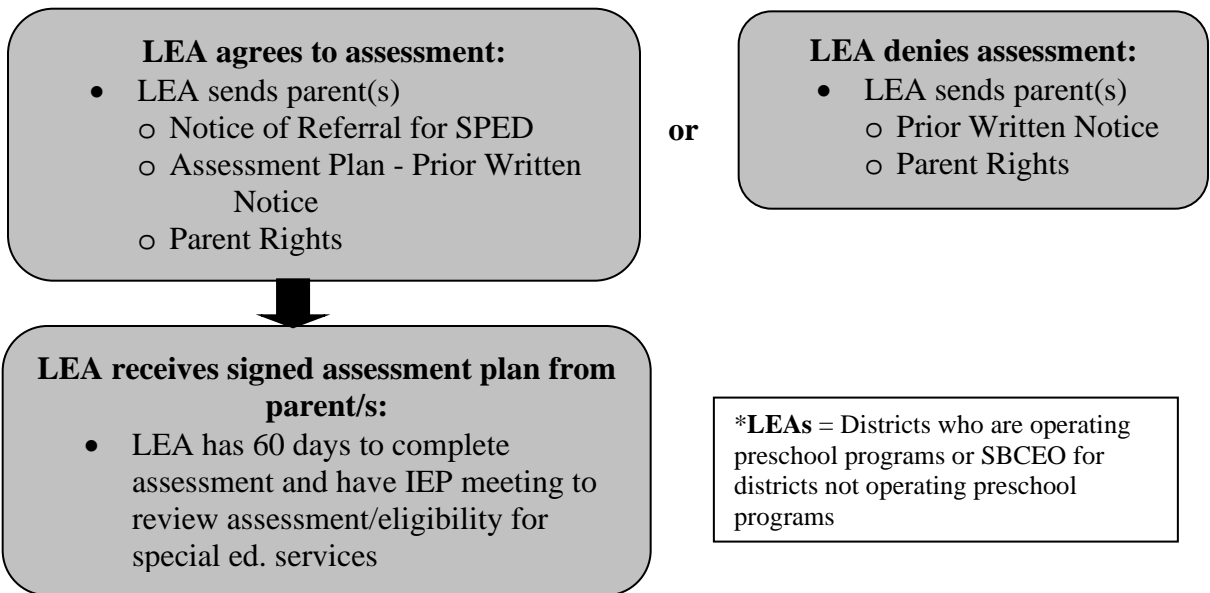 LEA agrees to assessment:
• LEA sends parent(s)
o Notice of Referral for SPED
o Assessment Plan - Prior Written
Notice
o Parent Rights
or
LEA denies assessment:
• LEA sends parent(s)
o Prior Written Notice
o Parent Rights
LEA receives signed assessment plan from
parent/s:
• LEA has 60 days to complete
assessment and have IEP meeting to
review assessment/eligibility for
special ed. services
*LEAs = Districts who are operating
preschool programs or SBCEO for
districts not operating preschool
programs